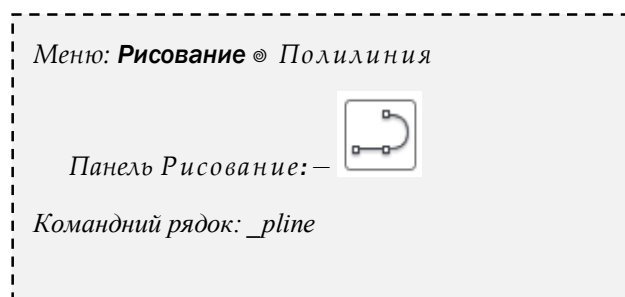 Меню: Рисование ⊚ Полилиния
Панель Рисование: –
Командний рядок: _pline